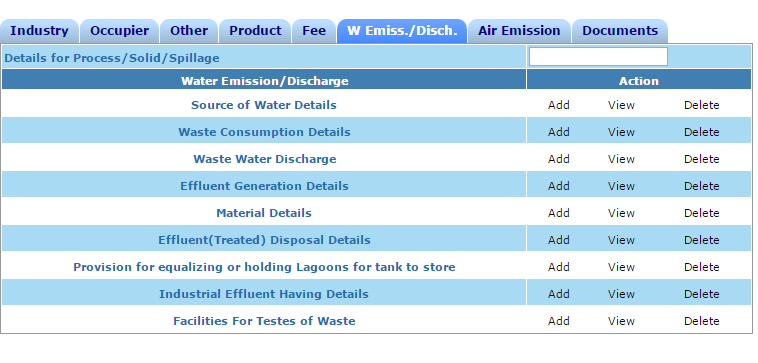 Industry Occupier Other Product Fee W Emiss./Disch. Air Emission Documents
Details for Process/Solid/Spillage
Water Emission/Discharge Action
Source of Water Details Add View Delete
Waste Consumption Details Add View Delete
Waste Water Discharge Add View Delete
Effluent Generation Details Add View Delete
Material Details Add View Delete
Effluent(Treated) Disposal Details Add View Delete
Provision for equalizing or holding Lagoons for tank to store Add View Delete
Industrial Effluent Having Details Add View Delete
Facilities For Testes of Waste Add View Delete